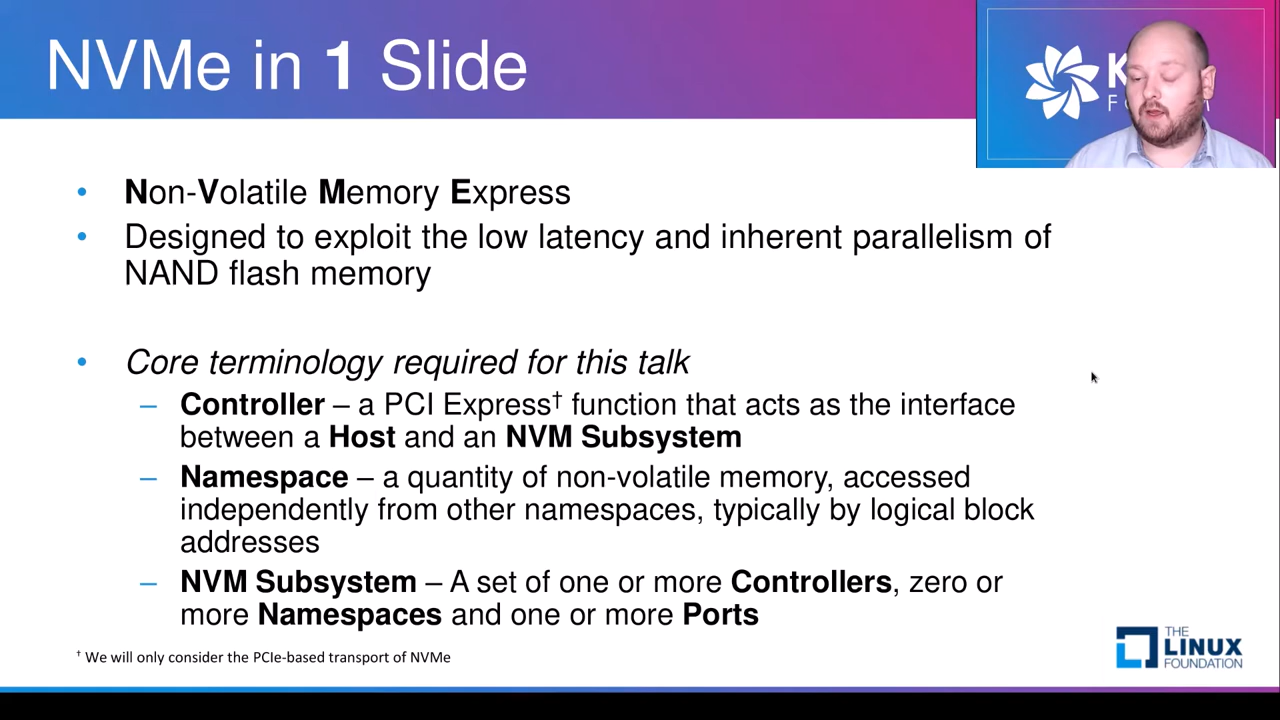 NVMe in 1 Slide
K
F
• Non-Volatile Memory Express
• Designed to exploit the low latency and inherent parallelism of
NAND flash memory
• Core terminology required for this talk
– Controller – a PCI Express† function that acts as the interface
between a Host and an NVM Subsystem
– Namespace – a quantity of non-volatile memory, accessed
independently from other namespaces, typically by logical block
addresses
– NVM Subsystem – A set of one or more Controllers, zero or
more Namespaces and one or more Ports
† We will only consider the PCIe-based transport of NVMe
THE
LINUX
FOUNDATION